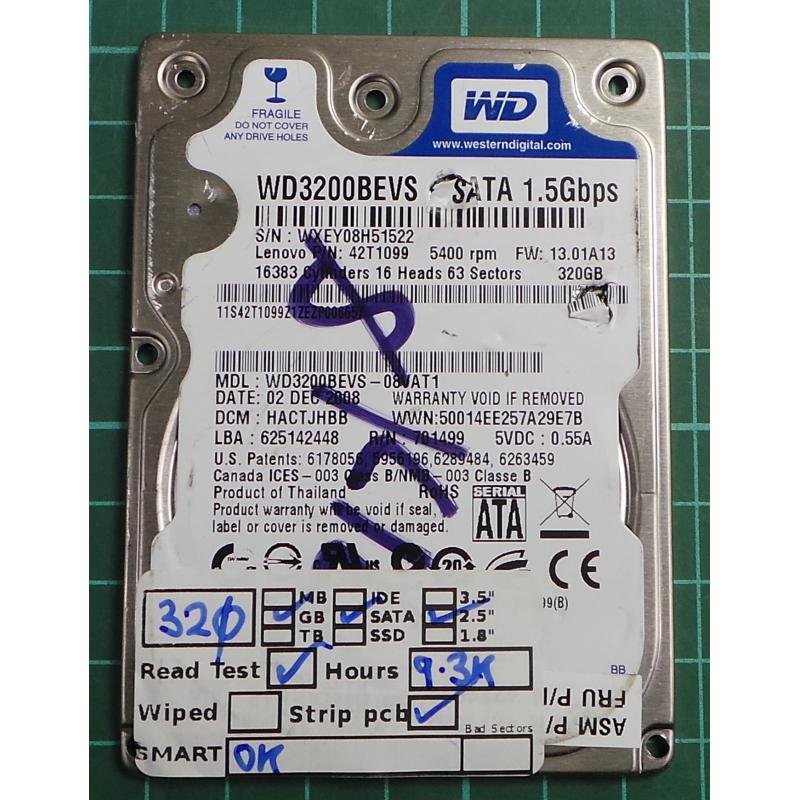 FRAGILE
DO NOT COVER
ANY DRIVE HOLES
WD
www.westerndigital.com
WD3200BEVS SATA 1.5Gbps
S/N : WXEY08H51522
Lenovo P/N: 42T1099 5400 rpm FW: 13.01A13
16383 Cylinders 16 Heads 63 Sectors 320GB
11S42T1099Z1ZEZP008657
MDL : WD3200BEVS-08VAT1
DATE: 02 DEC 2008 WARRANTY VOID IF REMOVED
DCM : HACTJHBB WWN:50014EE257A29E7B
LBA : 625142448 R/N : 701499 5VDC : 0.55A
U.S. Patents: 6178056, 5956196,6289484, 6263459
Canada ICES-003 Class B/NMB-003 Classe B
Product of Thailand RoHS
Product warranty will be void if seal,
label or cover is removed or damaged.
SERIAL
ATA
20
CE
99(B)
320 MB IDE 3.5"
GB SATA 2.5"
TB SSD 1.8"
Read Test Hours 9.3K
Wiped Strip pcb
Bad Sectors
SMART OK
BB
ASM P/
FRU P/